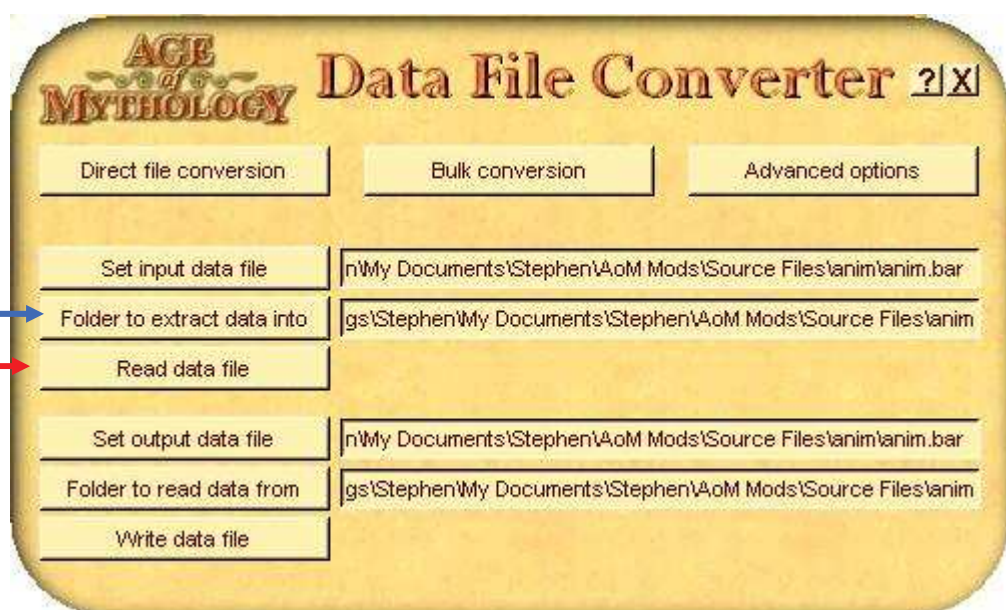 AGE
of
MYTHOLOGY
Data File Converter ? X
Direct file conversion Bulk conversion Advanced options
Set input data file n\My Documents\Stephen\AoM Mods\Source Files\anim\anim.bar
Folder to extract data into gs\Stephen\My Documents\Stephen\AoM Mods\Source Files\anim
Read data file
Set output data file n\My Documents\Stephen\AoM Mods\Source Files\anim\anim.bar
Folder to read data from gs\Stephen\My Documents\Stephen\AoM Mods\Source Files\anim
Write data file